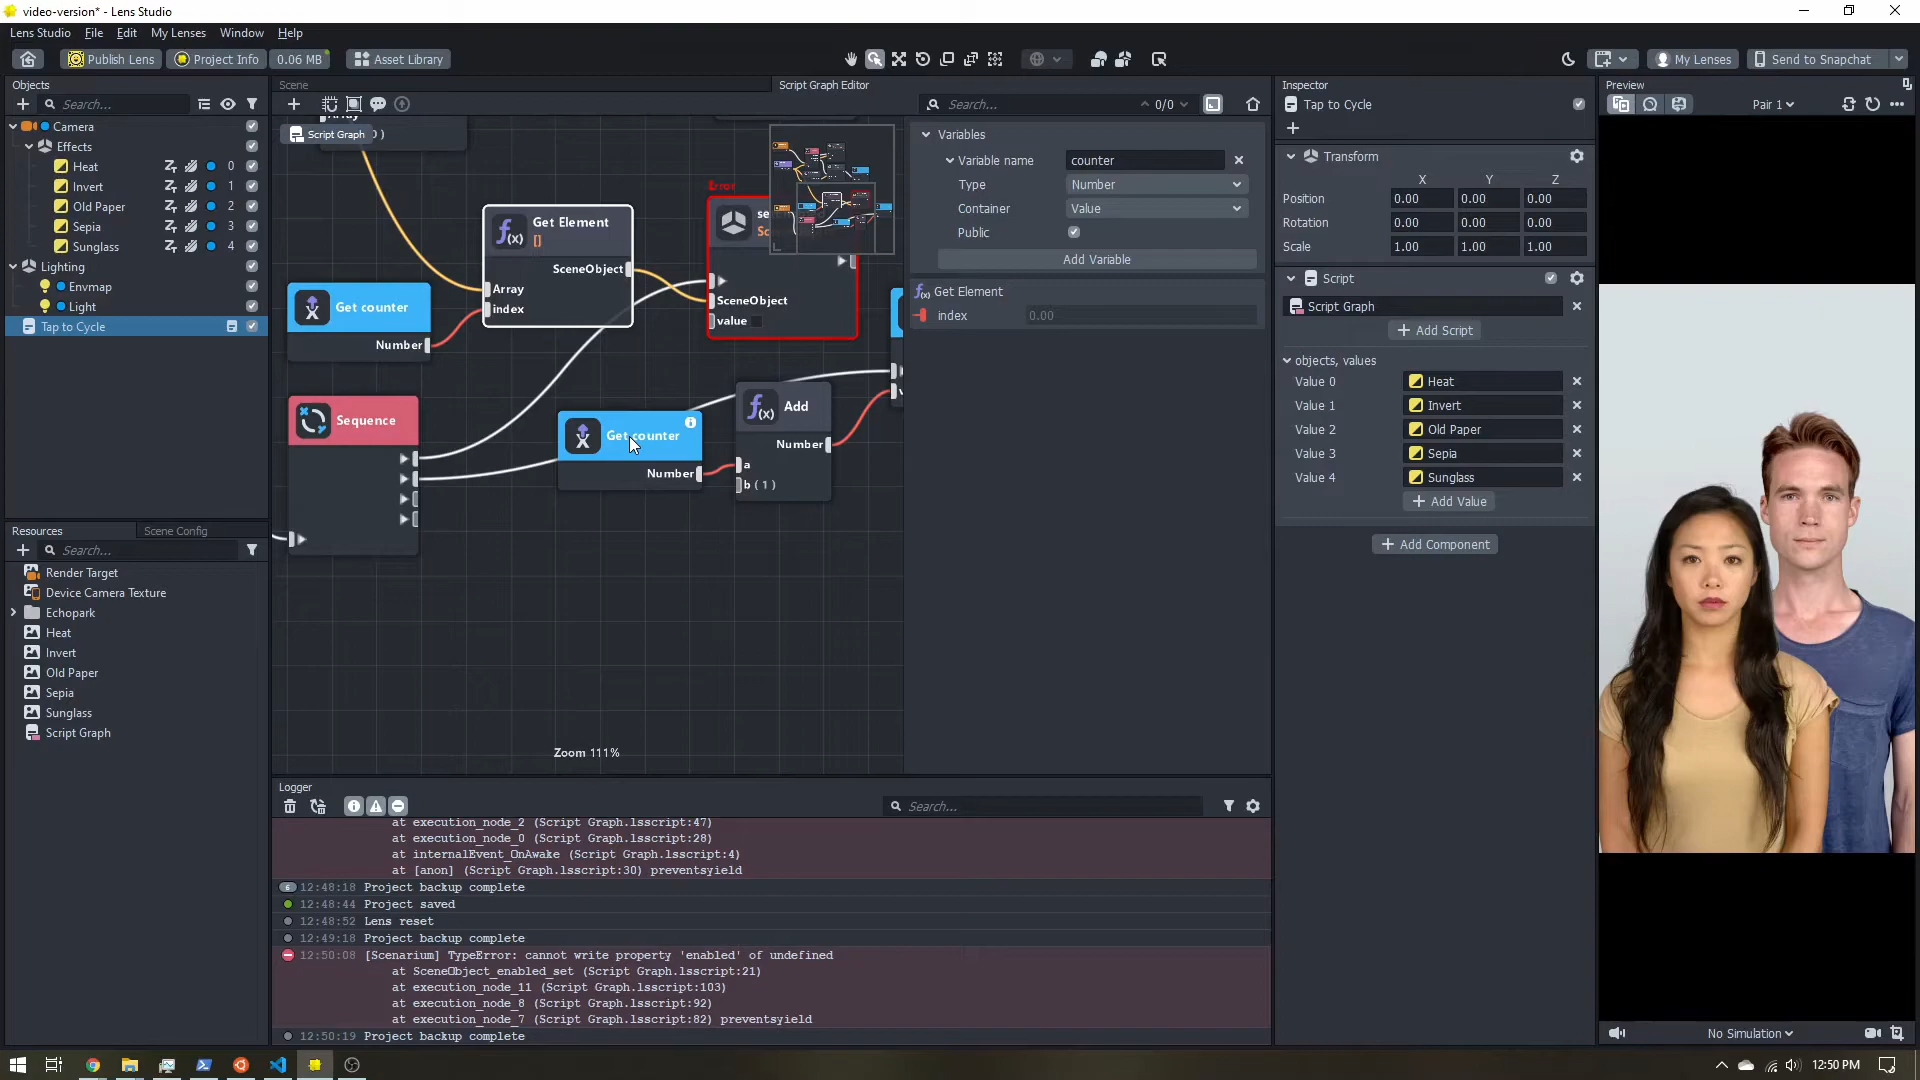 video-version* - Lens Studio
Lens Studio File Edit My Lenses Window Help
Publish Lens Project Info 0.06 MB Asset Library My Lenses Send to Snapchat
Objects
Search...
Camera
Effects
Heat 0
Invert 1
Old Paper 2
Sepia 3
Sunglass 4
Lighting
Envmap
Light
Tap to Cycle
Resources Scene Config
Search...
Render Target
Device Camera Texture
Echopark
Heat
Invert
Old Paper
Sepia
Sunglass
Script Graph
Scene Script Graph Editor
Search... 0/0
Script Graph
Get counter
Number
Get Element
[]
SceneObject
Array
index
Error
SceneObject
value
Sequence
Get counter
Number
Add
Number
a
b ( 1 )
Zoom 111%
Variables
Variable name counter
Type Number
Container Value
Public
Add Variable
f(x) Get Element
index 0.00
Logger
Search...
at execution_node_2 (Script Graph.lsscript:47)
at execution_node_0 (Script Graph.lsscript:28)
at internalEvent_OnAwake (Script Graph.lsscript:4)
at [anon] (Script Graph.lsscript:30) preventsyield
6 12:48:18 Project backup complete
12:48:44 Project saved
12:48:52 Lens reset
12:49:18 Project backup complete
12:50:08 [Scenarium] TypeError: cannot write property 'enabled' of undefined
at SceneObject_enabled_set (Script Graph.lsscript:21)
at execution_node_11 (Script Graph.lsscript:103)
at execution_node_8 (Script Graph.lsscript:92)
at execution_node_7 (Script Graph.lsscript:82) preventsyield
12:50:19 Project backup complete
Inspector
Tap to Cycle
Transform
X Y Z
Position 0.00 0.00 0.00
Rotation 0.00 0.00 0.00
Scale 1.00 1.00 1.00
Script
Script Graph
Add Script
objects, values
Value 0 Heat
Value 1 Invert
Value 2 Old Paper
Value 3 Sepia
Value 4 Sunglass
Add Value
Add Component
Preview
Pair 1
No Simulation
12:50 PM